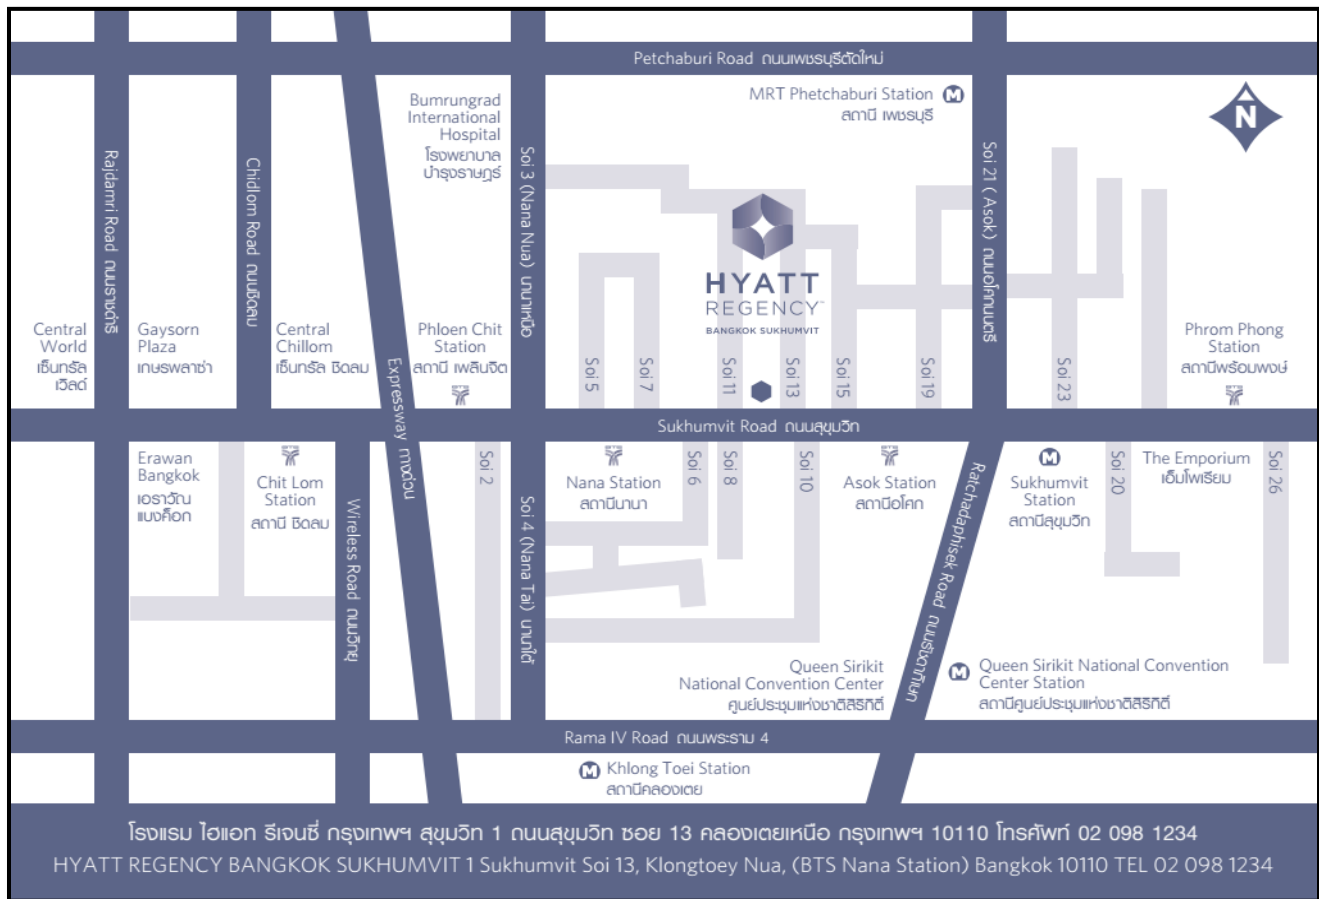 Petchaburi Road ถนนเพชรบุรีตัดใหม่
MRT Phetchaburi Station M
สถานี เพชรบุรี
N
Bumrungrad
International
Hospital
โรงพยาบาล
บำรุงราษฎร์
Rajdamri Road ถนนราชดำริ
Chidlom Road ถนนชิดลม
Soi 3 (Nana Nua) นานาเหนือ
Soi 21 ( Asok) ถนนอโศกมนตรี
HYATT
REGENCY™
BANGKOK SUKHUMVIT
Central
World
เซ็นทรัล
เวิลด์
Gaysorn
Plaza
เกษรพลาซ่า
Central
Chillom
เซ็นทรัล ชิดลม
Expressway ทางด่วน
Phloen Chit
Station
สถานี เพลินจิต
Soi 5
Soi 7
Soi 11
Soi 13
Soi 15
Soi 19
Soi 23
Phrom Phong
Station
สถานีพร้อมพงษ์
Sukhumvit Road ถนนสุขุมวิท
Erawan
Bangkok
เอราวัณ
แบงค็อก
Chit Lom
Station
สถานี ชิดลม
Wireless Road ถนนวิทยุ
Soi 2
Soi 4 (Nana Tai) นานาใต้
Nana Station
สถานีนานา
Soi 6
Soi 8
Soi 10
Asok Station
สถานีอโศก
Ratchadaphisek Road ถนนรัชดาภิเษก
M
Sukhumvit
Station
สถานีสุขุมวิท
Soi 20
The Emporium
เอ็มโพเรียม
Soi 26
Queen Sirikit
National Convention Center
ศูนย์ประชุมแห่งชาติสิริกิติ์
M Queen Sirikit National Convention
Center Station
สถานีศูนย์ประชุมแห่งชาติสิริกิติ์
Rama IV Road ถนนพระราม 4
M Khlong Toei Station
สถานีคลองเตย
โรงแรม ไฮแอท รีเจนซี่ กรุงเทพฯ สุขุมวิท 1 ถนนสุขุมวิท ซอย 13 คลองเตยเหนือ กรุงเทพฯ 10110 โทรศัพท์ 02 098 1234
HYATT REGENCY BANGKOK SUKHUMVIT 1 Sukhumvit Soi 13, Klongtoey Nua, (BTS Nana Station) Bangkok 10110 TEL 02 098 1234